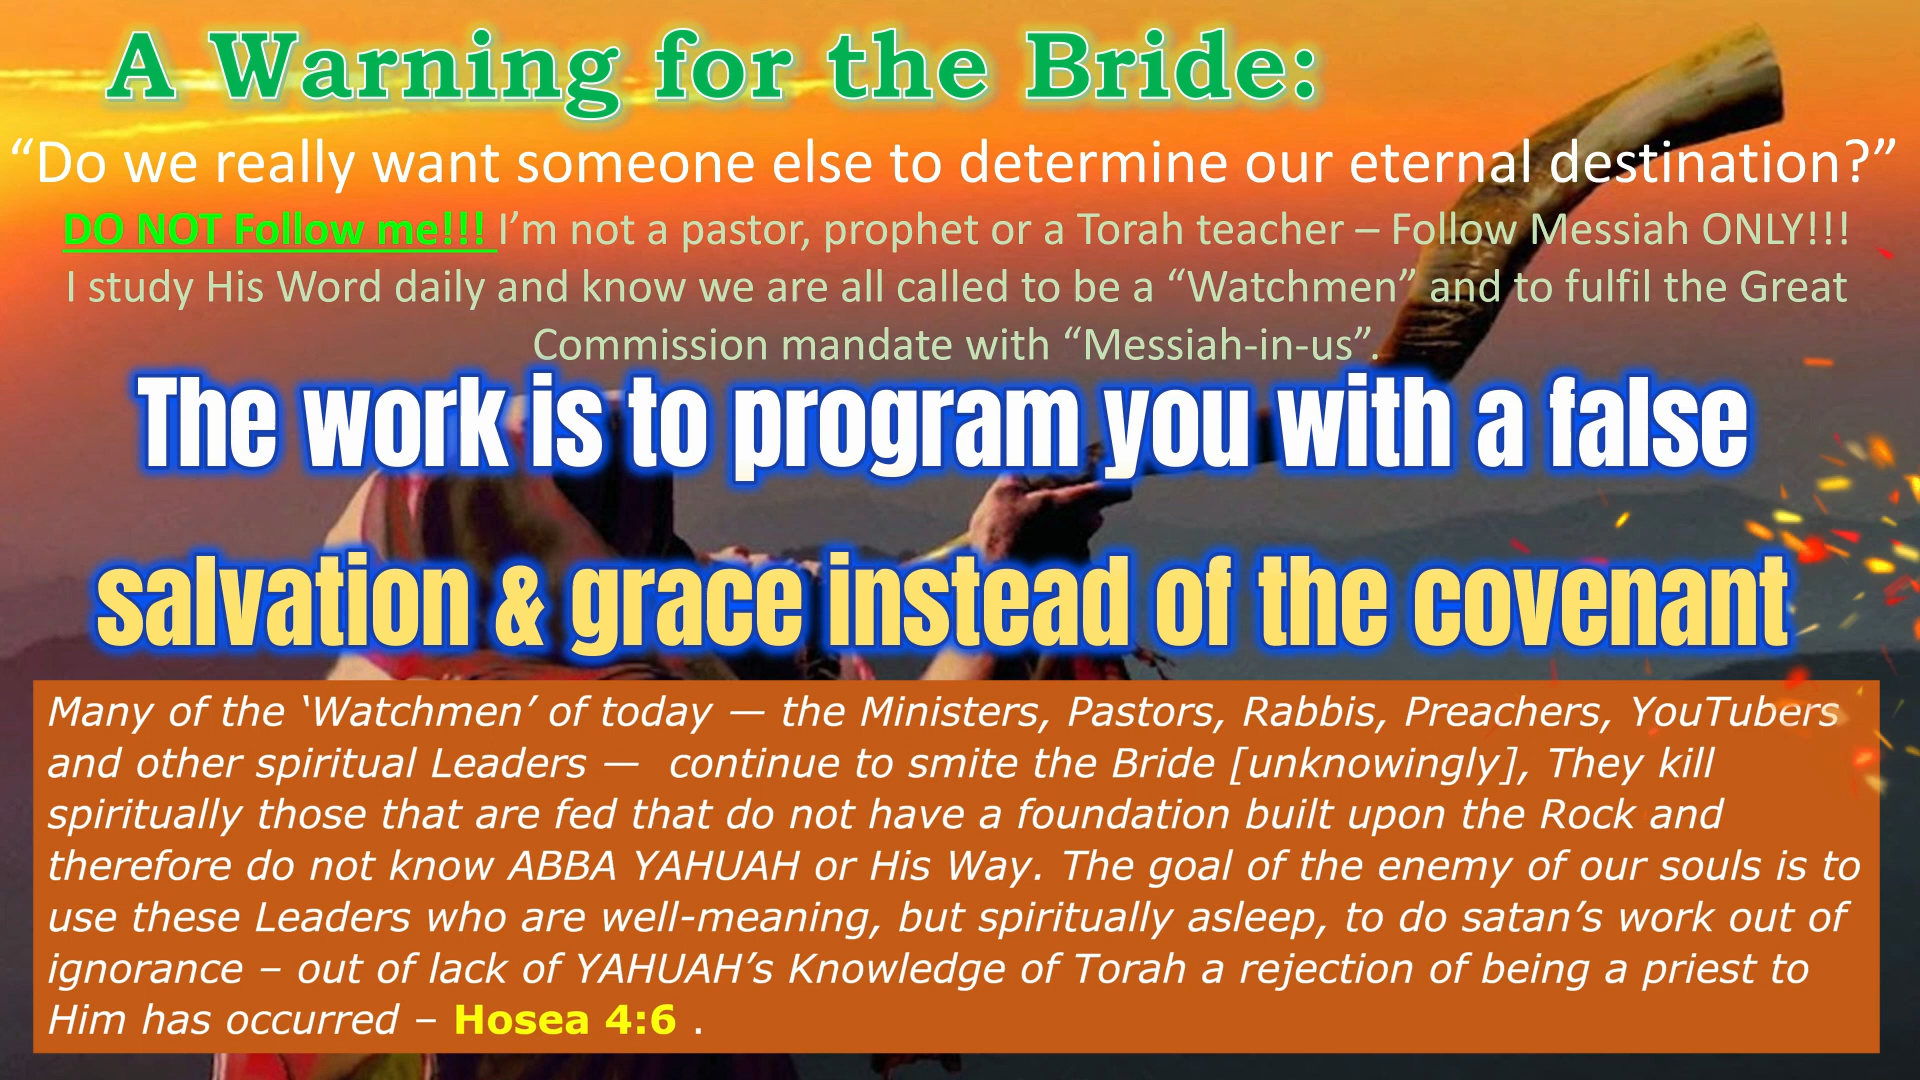 A Warning for the Bride:
“Do we really want someone else to determine our eternal destination?”
DO NOT Follow me!!! I’m not a pastor, prophet or a Torah teacher – Follow Messiah ONLY!!!
I study His Word daily and know we are all called to be a “Watchmen” and to fulfil the Great
Commission mandate with “Messiah-in-us”.
The work is to program you with a false
salvation & grace instead of the covenant
Many of the ‘Watchmen’ of today — the Ministers, Pastors, Rabbis, Preachers, YouTubers
and other spiritual Leaders — continue to smite the Bride [unknowingly], They kill
spiritually those that are fed that do not have a foundation built upon the Rock and
therefore do not know ABBA YAHUAH or His Way. The goal of the enemy of our souls is to
use these Leaders who are well-meaning, but spiritually asleep, to do satan’s work out of
ignorance – out of lack of YAHUAH’s Knowledge of Torah a rejection of being a priest to
Him has occurred – Hosea 4:6 .